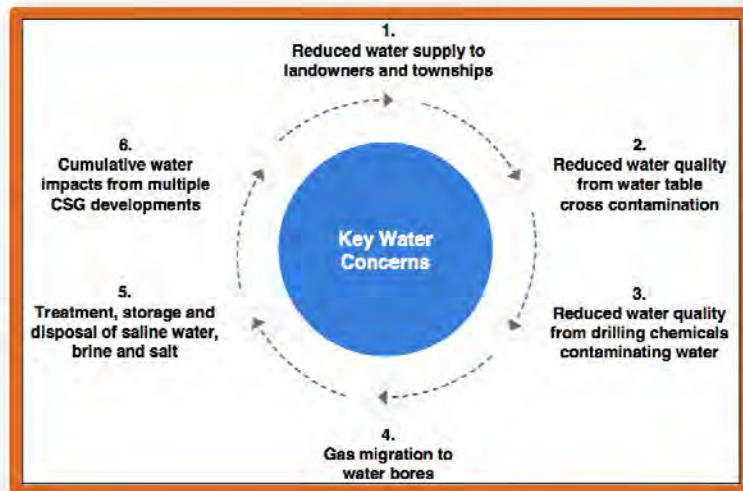 1.
Reduced water supply to
landowners and townships
2.
Reduced water quality
from water table
cross contamination
3.
Reduced water quality
from drilling chemicals
contaminating water
4.
Gas migration to
water bores
5.
Treatment, storage and
disposal of saline water,
brine and salt
6.
Cumulative water
impacts from multiple
CSG developments
Key Water
Concerns